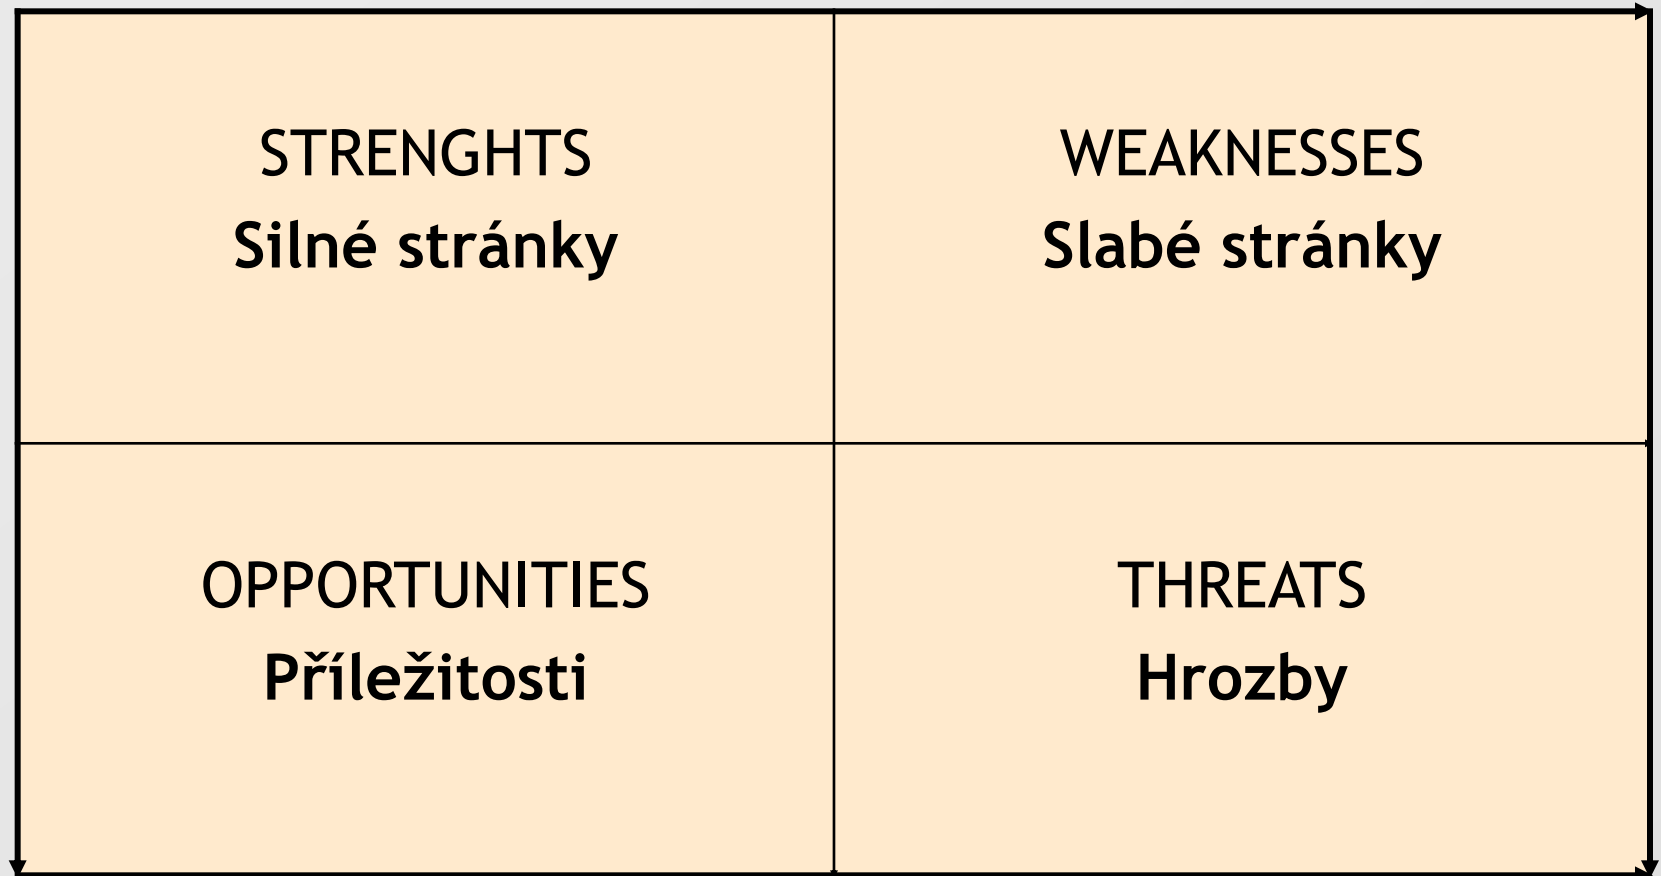 STRENGHTS
Silné stránky
WEAKNESSES
Slabé stránky
OPPORTUNITIES
Příležitosti
THREATS
Hrozby